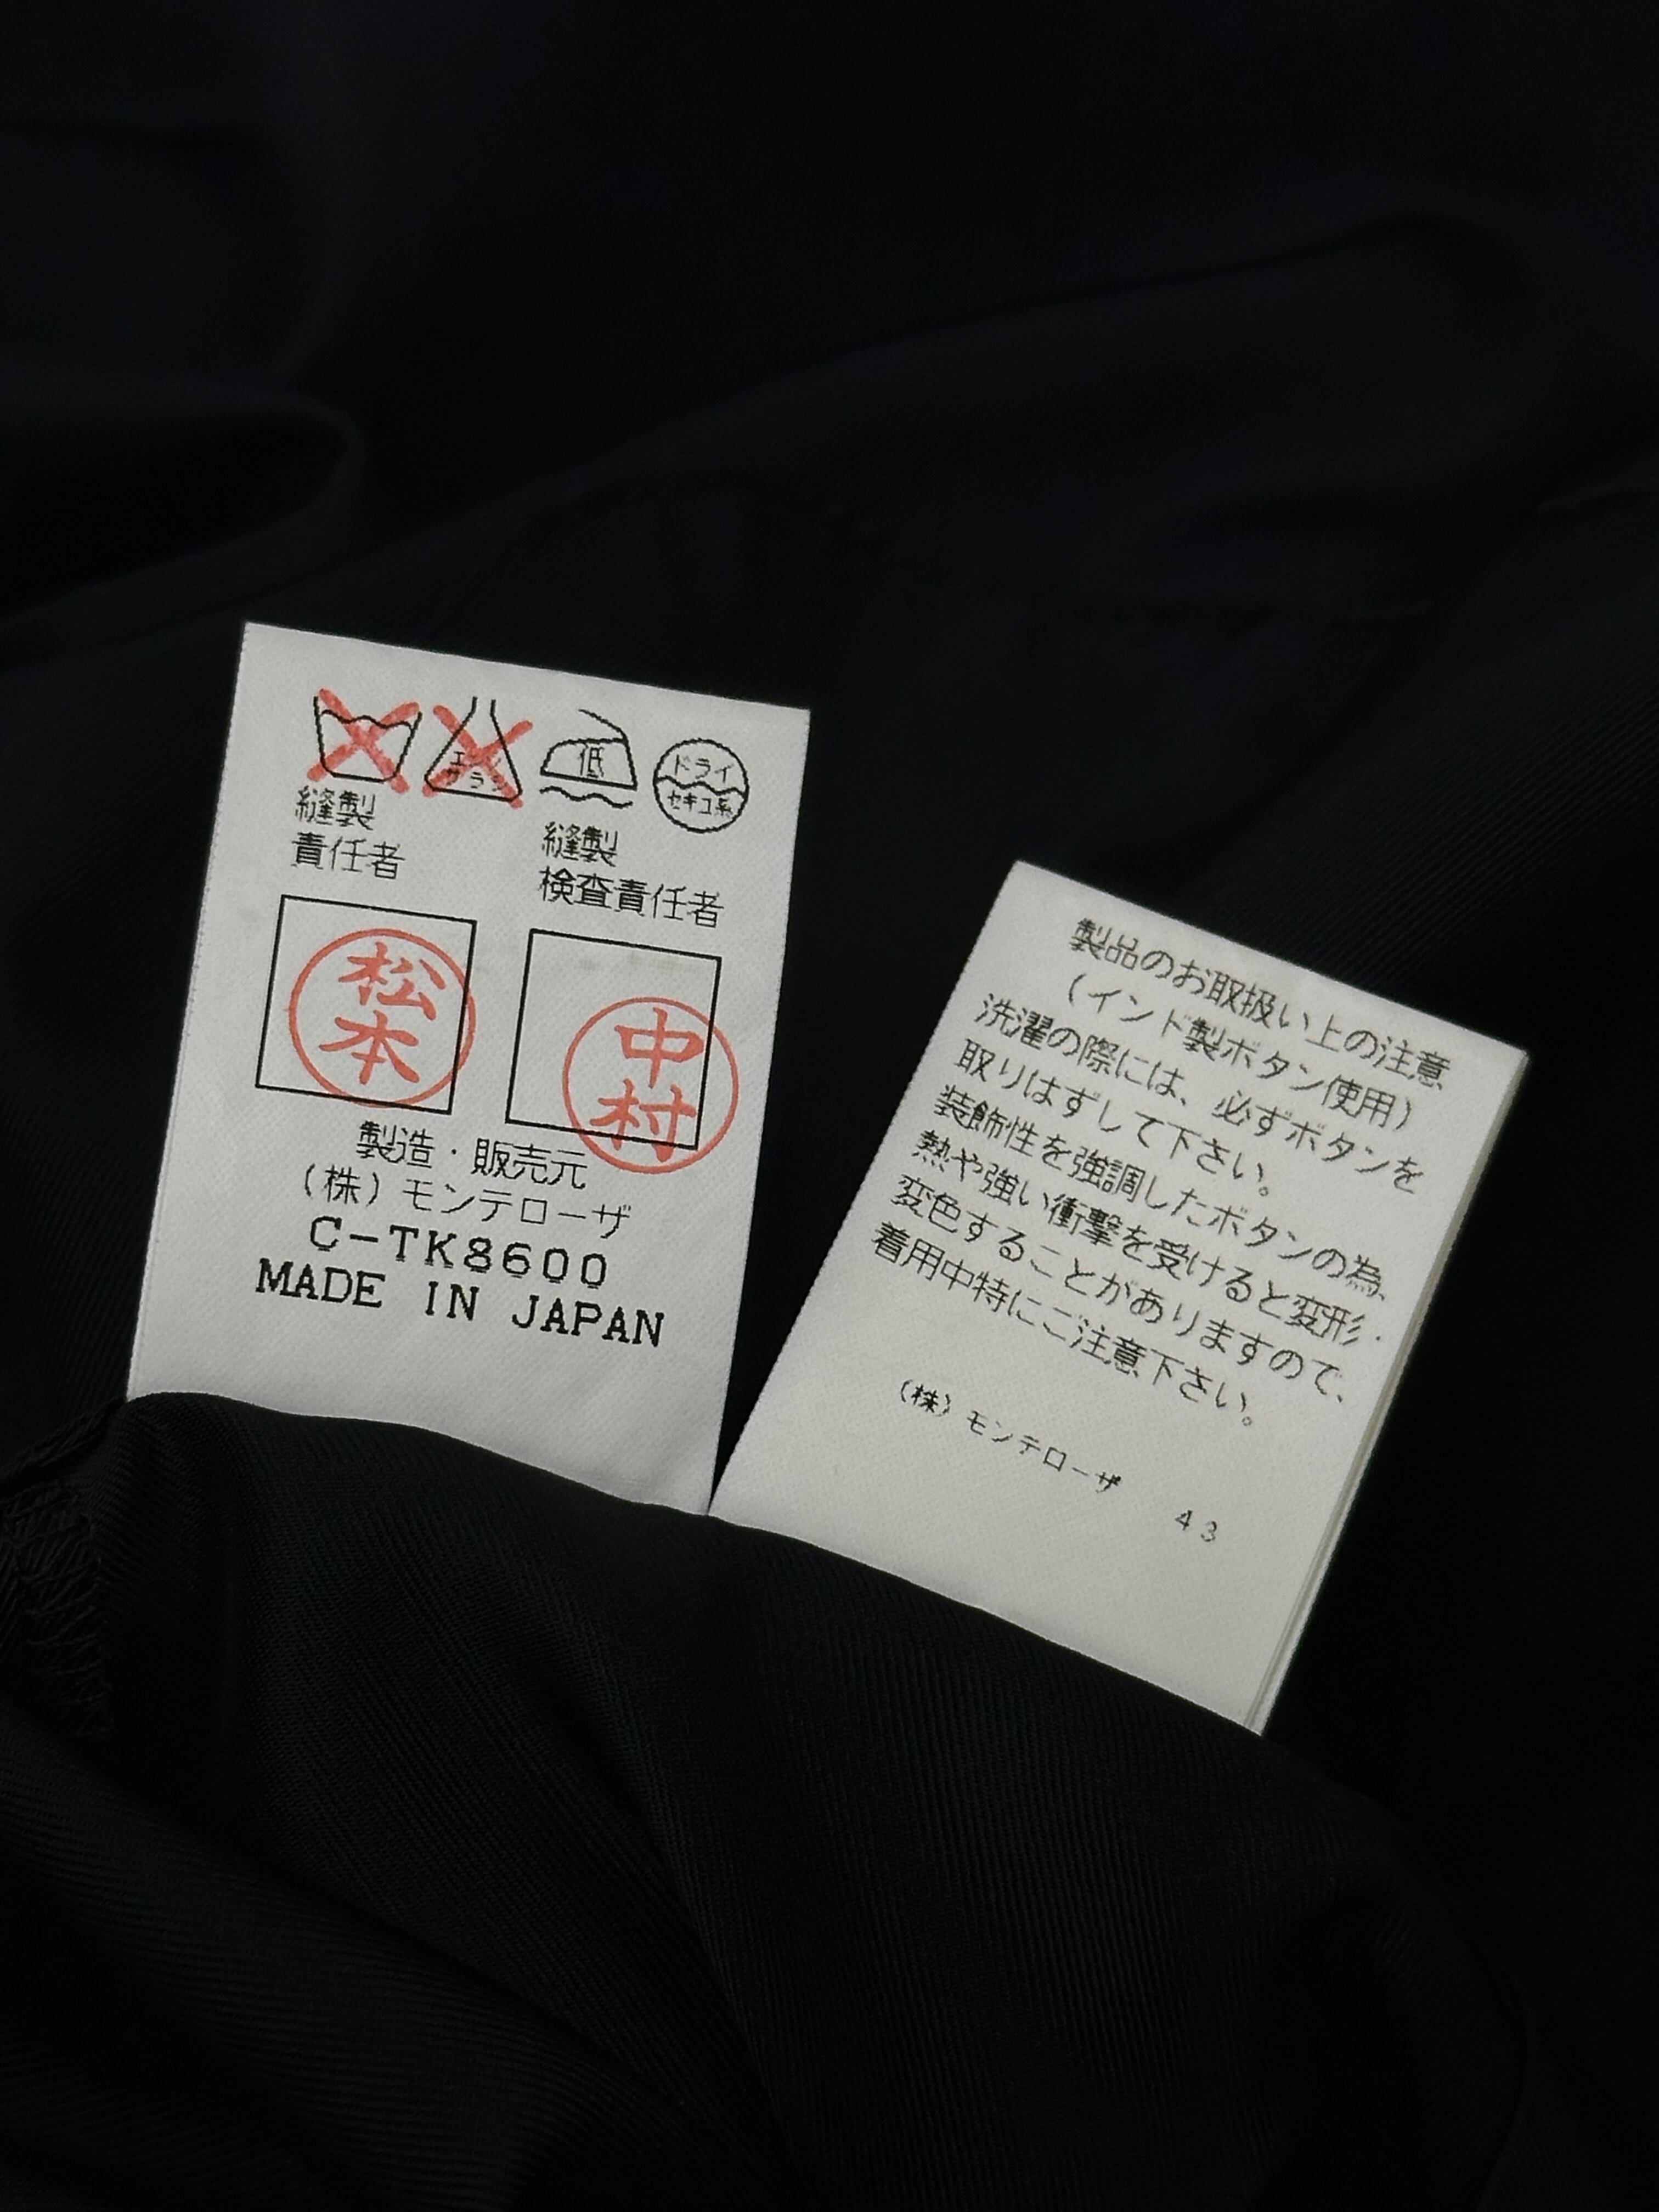 エンソサラシ
低
ドライ
セキユ系
縫製
責任者
縫製
検査責任者
松本
中村
製造・販売元
(株)モンテローザ
C-TK8600
MADE IN JAPAN
製品のお取扱い上の注意
(インド製ボタン使用)
洗濯の際には、必ずボタンを
取りはずして下さい。
装飾性を強調したボタンの為、
熱や強い衝撃を受けると変形・
変色することがありますので、
着用中特にご注意下さい。
(株)モンテローザ 43